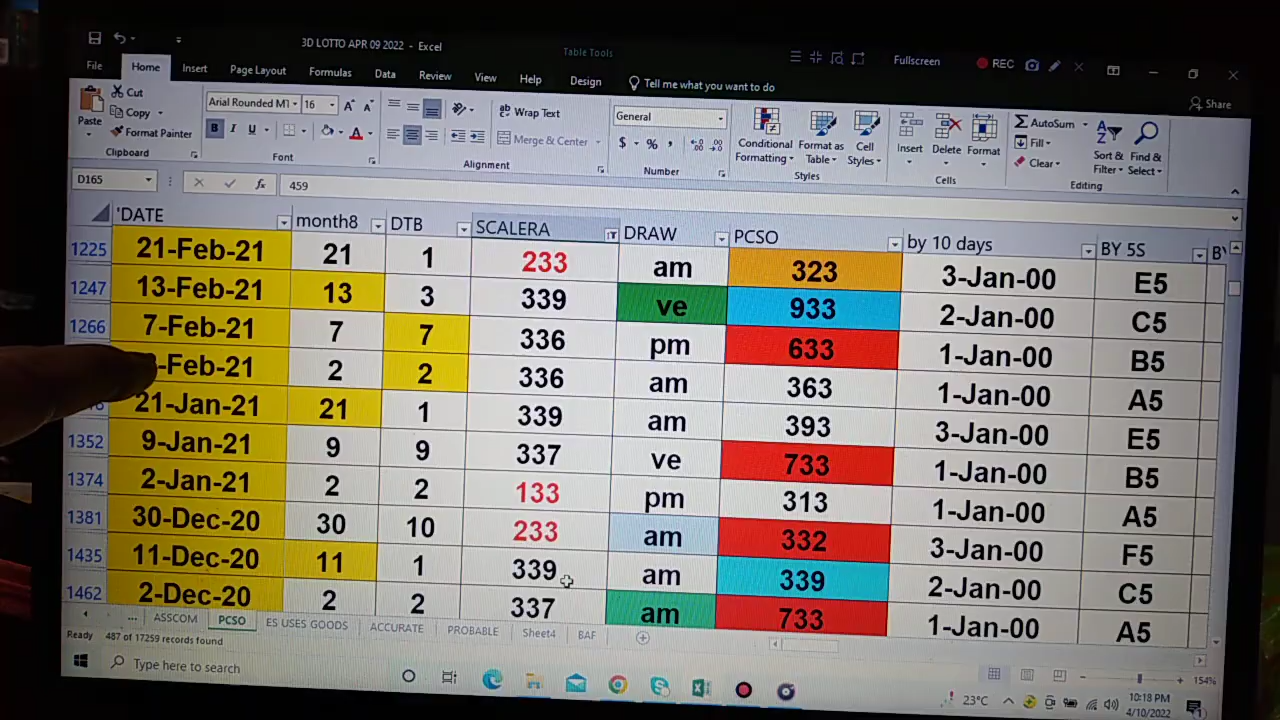 3D LOTTO APR 09 2022 - Excel
Table Tools
Fullscreen
REC
File Home Insert Page Layout Formulas Data Review View Help Design Tell me what you want to do
Share
Paste
Cut
Copy
Format Painter
Clipboard
Arial Rounded MT 16
B I U
Font
Wrap Text
Merge & Center
Alignment
General
$ % ,
Number
Conditional Formatting
Format as Table
Cell Styles
Styles
Insert Delete Format
Cells
AutoSum
Fill
Clear
Sort & Filter
Find & Select
Editing
D165 fx 459
'DATE month8 DTB SCALERA DRAW PCSO by 10 days BY 5S
1225 21-Feb-21 21 1 233 am 323 3-Jan-00 E5
1247 13-Feb-21 13 3 339 ve 933 2-Jan-00 C5
1266 7-Feb-21 7 7 336 pm 633 1-Jan-00 B5
-Feb-21 2 2 336 am 363 1-Jan-00 A5
21-Jan-21 21 1 339 am 393 3-Jan-00 E5
1352 9-Jan-21 9 9 337 ve 733 1-Jan-00 B5
1374 2-Jan-21 2 2 133 pm 313 1-Jan-00 A5
1381 30-Dec-20 30 10 233 am 332 3-Jan-00 F5
1435 11-Dec-20 11 1 339 am 339 2-Jan-00 C5
1462 2-Dec-20 2 2 337 am 733 1-Jan-00 A5
... ASSCOM PCSO ES USES GOODS ACCURATE PROBABLE Sheet4 BAF
Ready 487 of 17259 records found
154%
Type here to search
23°C
10:18 PM
4/10/2022